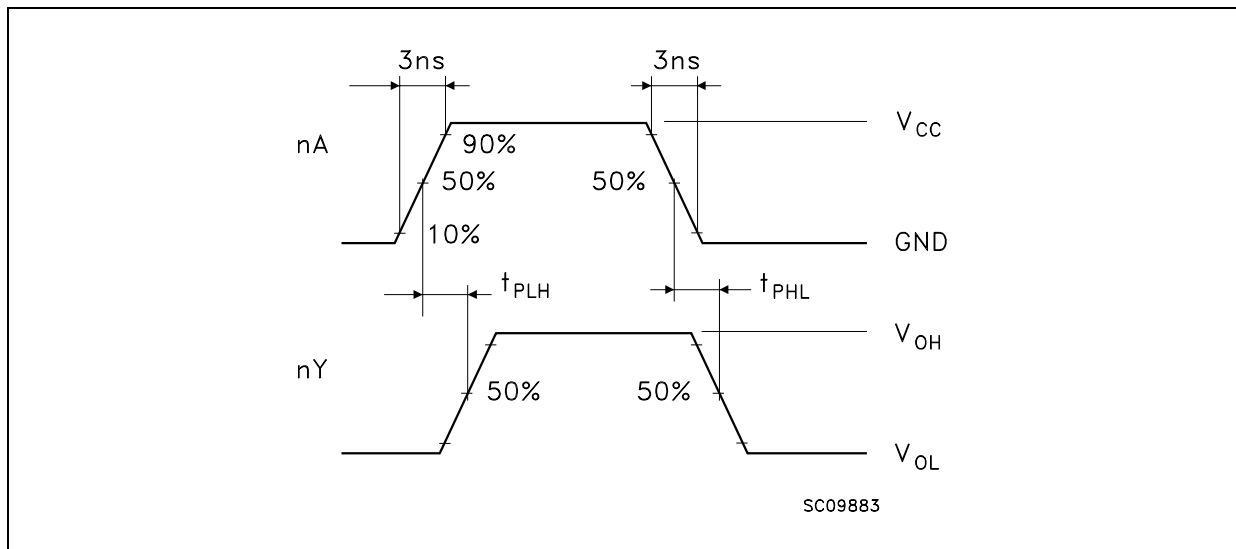 3ns 3ns
nA
V CC
90%
50% 50%
10%
GND
t PLH t PHL
nY
V OH
50% 50%
V OL
SC09883